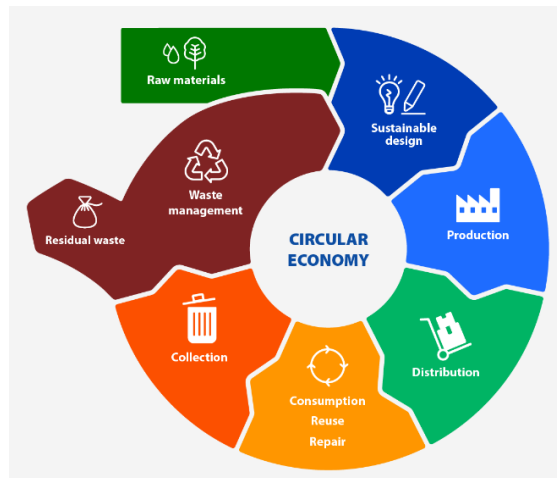 Raw materials
Sustainable
design
Production
Distribution
Consumption
Reuse
Repair
Collection
Waste
management
Residual waste
CIRCULAR
ECONOMY